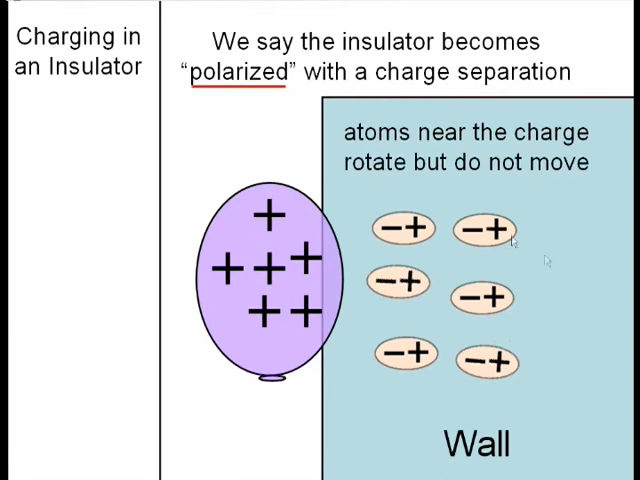 Charging in
an Insulator
We say the insulator becomes
“polarized” with a charge separation
atoms near the charge
rotate but do not move
+
+ + +
+ +
−+ −+
−+ −+
−+ −+
Wall